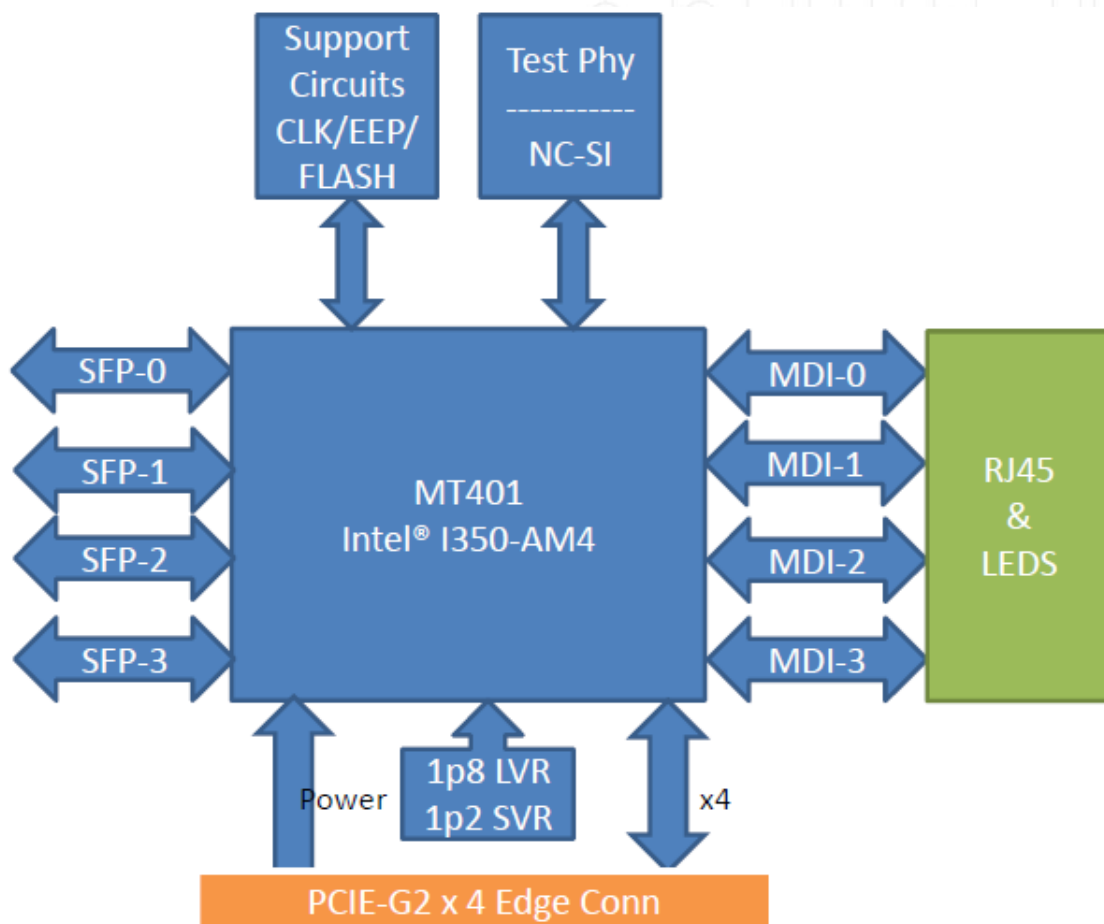 Support
Circuits
CLK/EEP/
FLASH
Test Phy
-----------
NC-SI
SFP-0
SFP-1
SFP-2
SFP-3
MT401
Intel® I350-AM4
MDI-0
MDI-1
MDI-2
MDI-3
RJ45
&
LEDS
Power
1p8 LVR
1p2 SVR
x4
PCIE-G2 x 4 Edge Conn